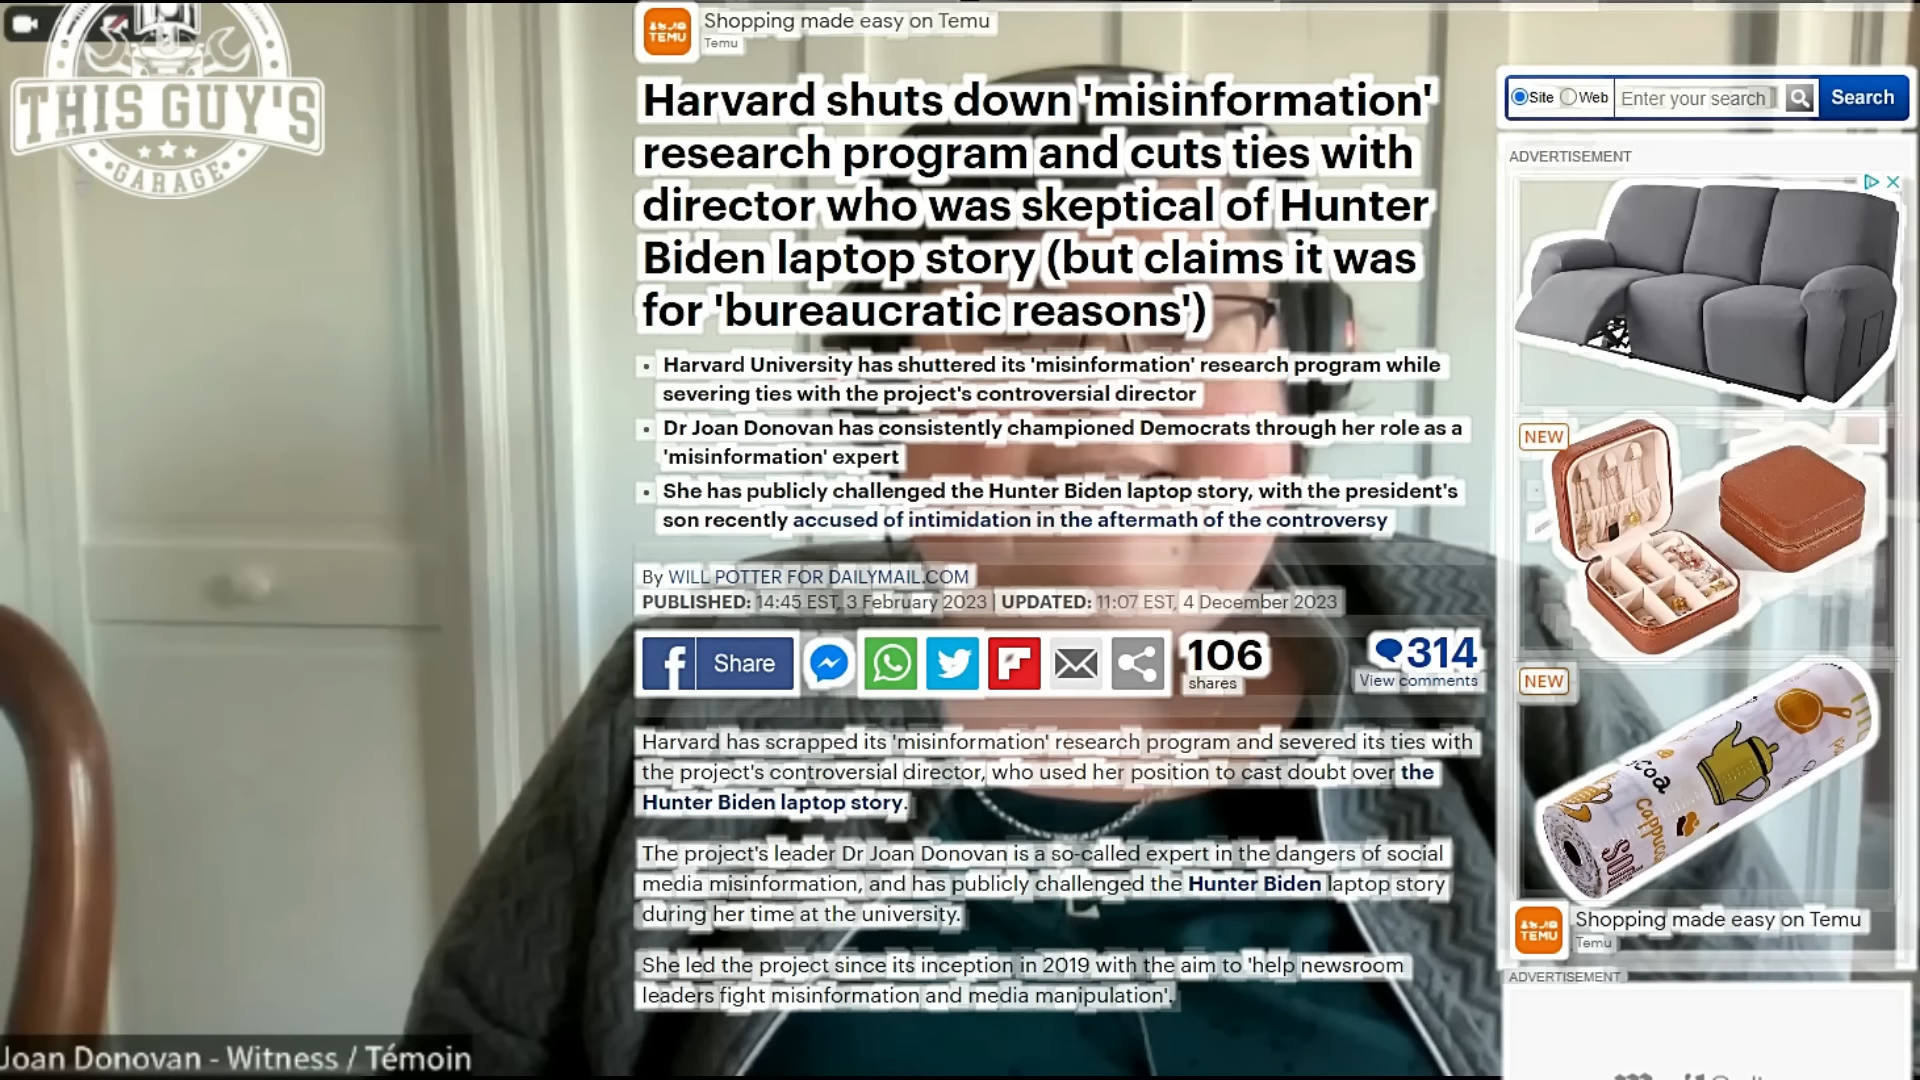 THIS GUY'S
GARAGE
TEMU
Shopping made easy on Temu
Temu
Harvard shuts down 'misinformation'
research program and cuts ties with
director who was skeptical of Hunter
Biden laptop story (but claims it was
for 'bureaucratic reasons')
Harvard University has shuttered its 'misinformation' research program while
severing ties with the project's controversial director
Dr Joan Donovan has consistently championed Democrats through her role as a
'misinformation' expert
She has publicly challenged the Hunter Biden laptop story, with the president's
son recently accused of intimidation in the aftermath of the controversy
By WILL POTTER FOR DAILYMAIL.COM
PUBLISHED: 14:45 EST, 3 February 2023 | UPDATED: 11:07 EST, 4 December 2023
Share
106
shares
314
View comments
Harvard has scrapped its 'misinformation' research program and severed its ties with
the project's controversial director, who used her position to cast doubt over the
Hunter Biden laptop story.
The project's leader Dr Joan Donovan is a so-called expert in the dangers of social
media misinformation, and has publicly challenged the Hunter Biden laptop story
during her time at the university.
She led the project since its inception in 2019 with the aim to 'help newsroom
leaders fight misinformation and media manipulation'.
Site Web Enter your search Search
ADVERTISEMENT
NEW
NEW
TEMU
Shopping made easy on Temu
Temu
ADVERTISEMENT
Joan Donovan - Witness / Témoin